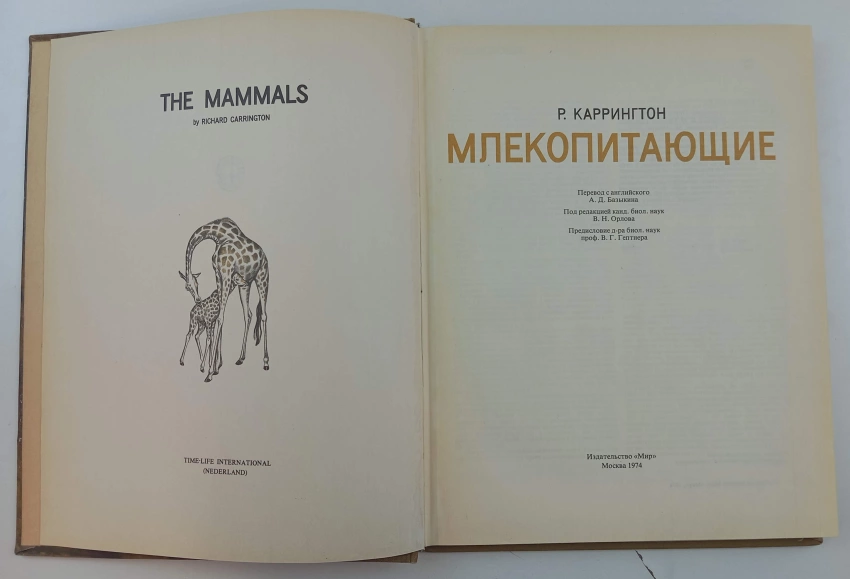 THE MAMMALS
by RICHARD CARRINGTON
TIME-LIFE INTERNATIONAL
(NEDERLAND)
Р. КАРРИНГТОН
МЛЕКОПИТАЮЩИЕ
Перевод с английского
А. Д. Базыкина
Под редакцией канд. биол. наук
В. Н. Орлова
Предисловие д-ра биол. наук
проф. В. Г. Гептнера
Издательство «Мир»
Москва 1974